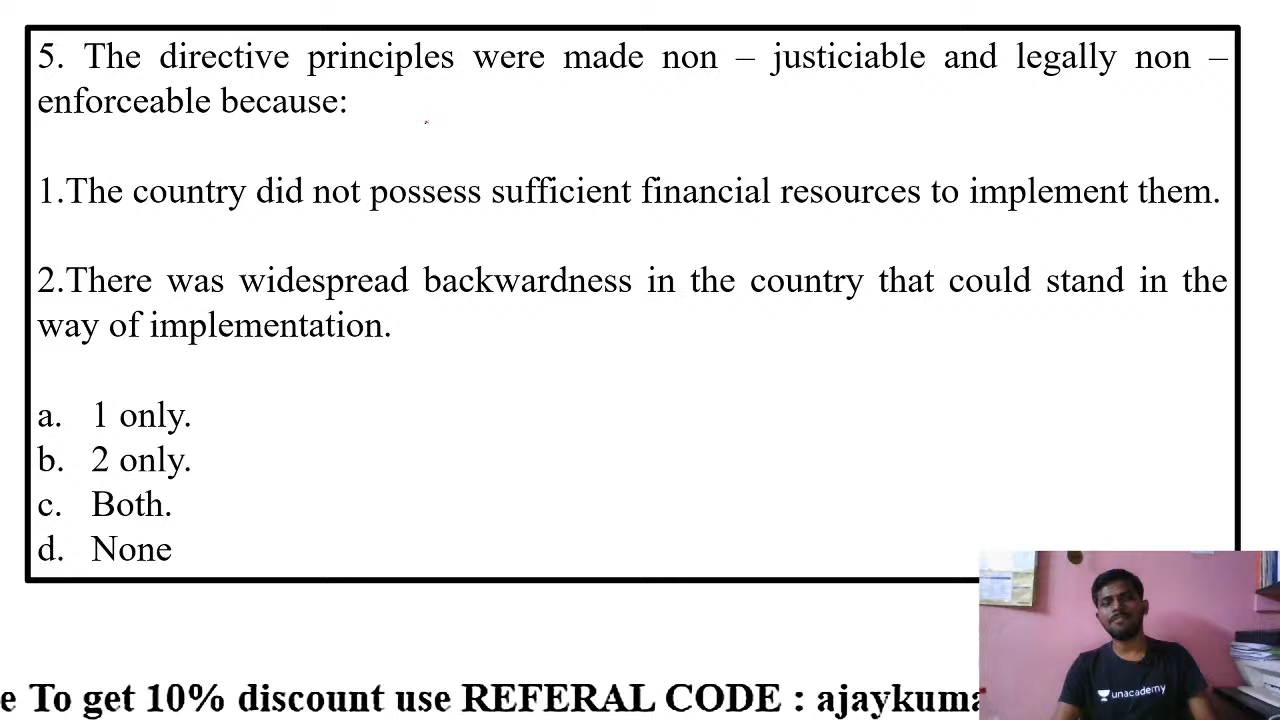 5. The directive principles were made non – justiciable and legally non –
enforceable because:
1.The country did not possess sufficient financial resources to implement them.
2.There was widespread backwardness in the country that could stand in the
way of implementation.
a. 1 only.
b. 2 only.
c. Both.
d. None
unacademy
e To get 10% discount use REFERAL CODE : ajaykuma